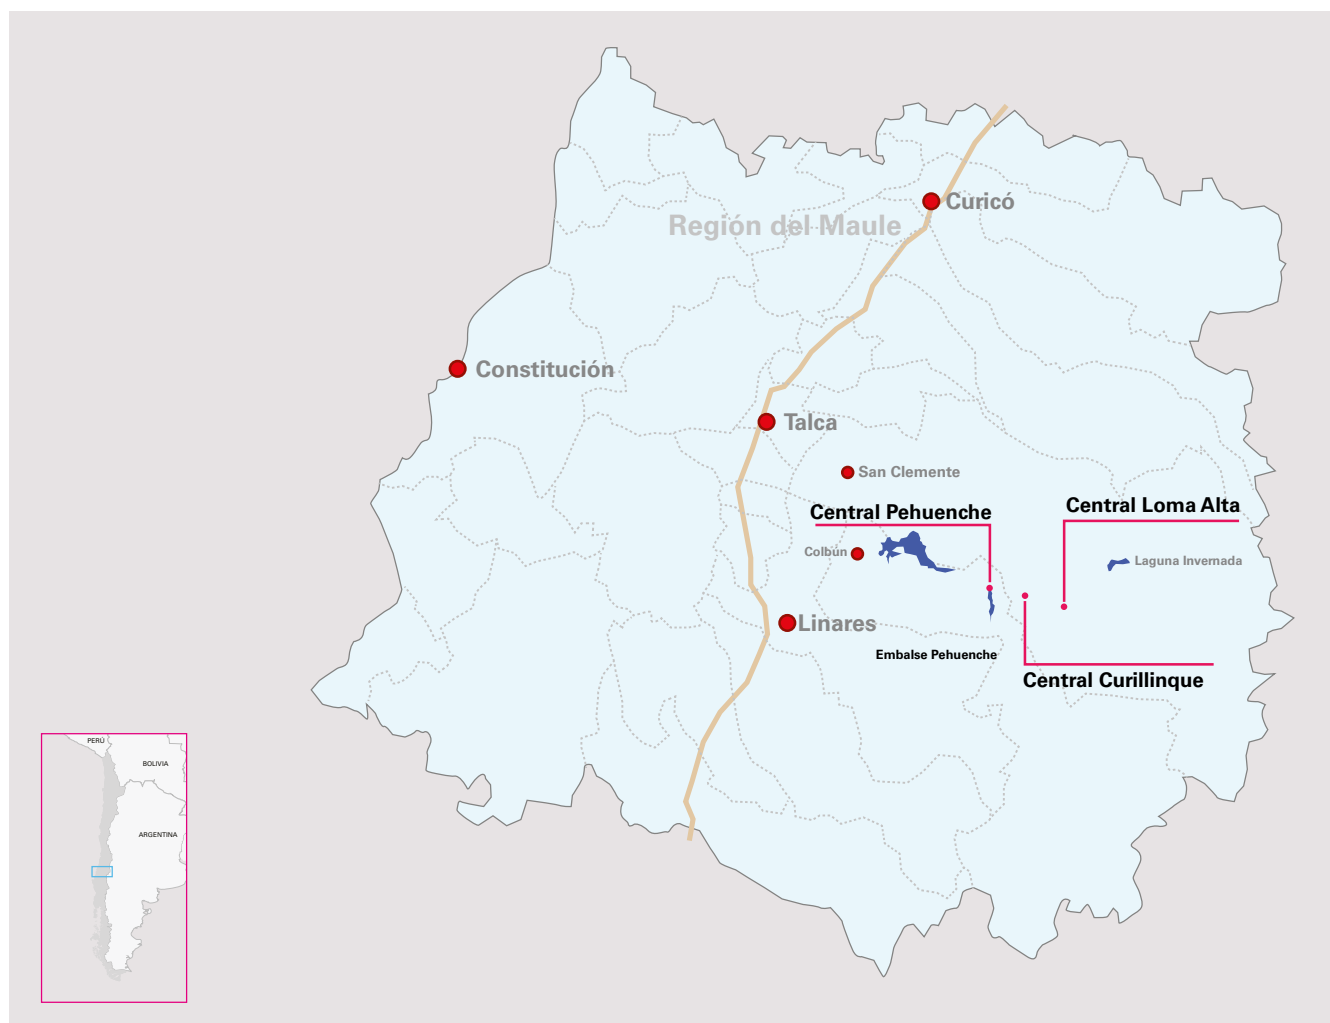 Curicó
Región del Maule
Constitución
Talca
San Clemente
Central Loma Alta
Central Pehuenche
Colbún
Laguna Invernada
Linares
Embalse Pehuenche
Central Curillinque
PERÚ
BOLIVIA
ARGENTINA